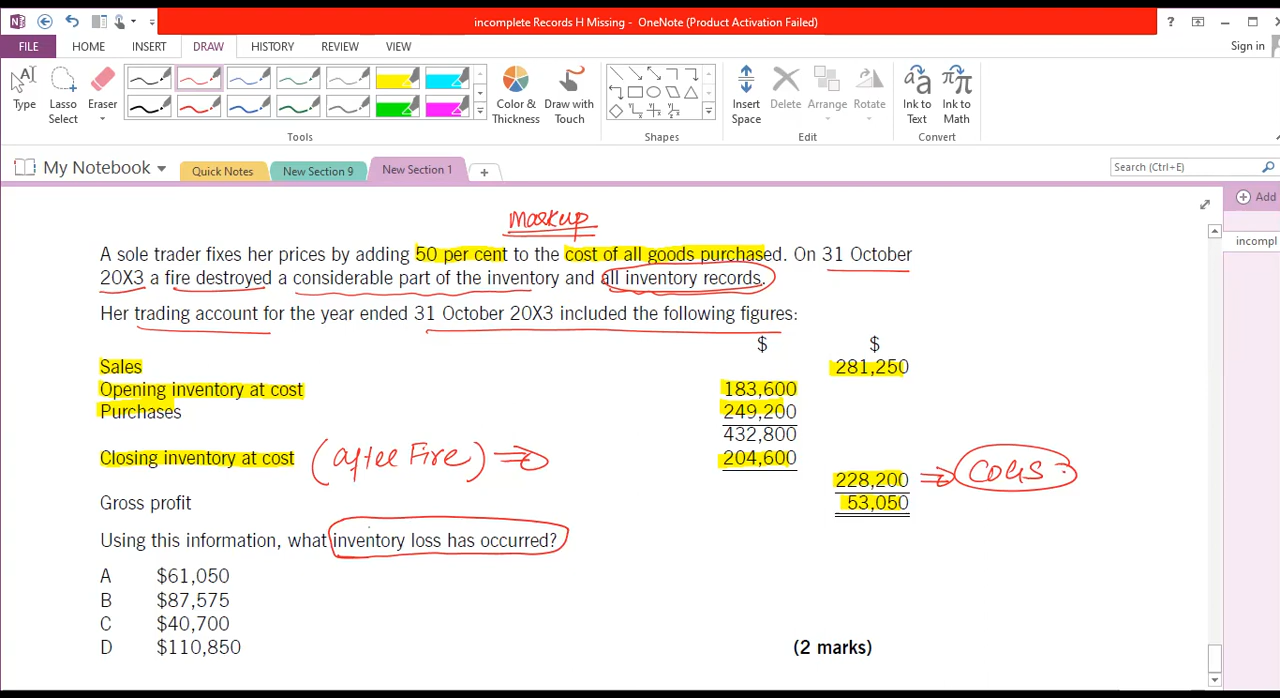 incomplete Records H Missing - OneNote (Product Activation Failed)
?
FILE HOME INSERT DRAW HISTORY REVIEW VIEW Sign in
Type Lasso Select Eraser Color & Thickness Draw with Touch Insert Space Delete Arrange Rotate Ink to Text Ink to Math
Tools Shapes Edit Convert
My Notebook Quick Notes New Section 9 New Section 1 + Search (Ctrl+E)
Add
incompl
Markup
A sole trader fixes her prices by adding 50 per cent to the cost of all goods purchased. On 31 October
20X3 a fire destroyed a considerable part of the inventory and all inventory records.
Her trading account for the year ended 31 October 20X3 included the following figures:
$ $
Sales 281,250
Opening inventory at cost 183,600
Purchases 249,200
432,800
Closing inventory at cost (after Fire) ⇒ 204,600
228,200 ⇒ COGS
Gross profit 53,050
Using this information, what inventory loss has occurred?
A $61,050
B $87,575
C $40,700
D $110,850 (2 marks)